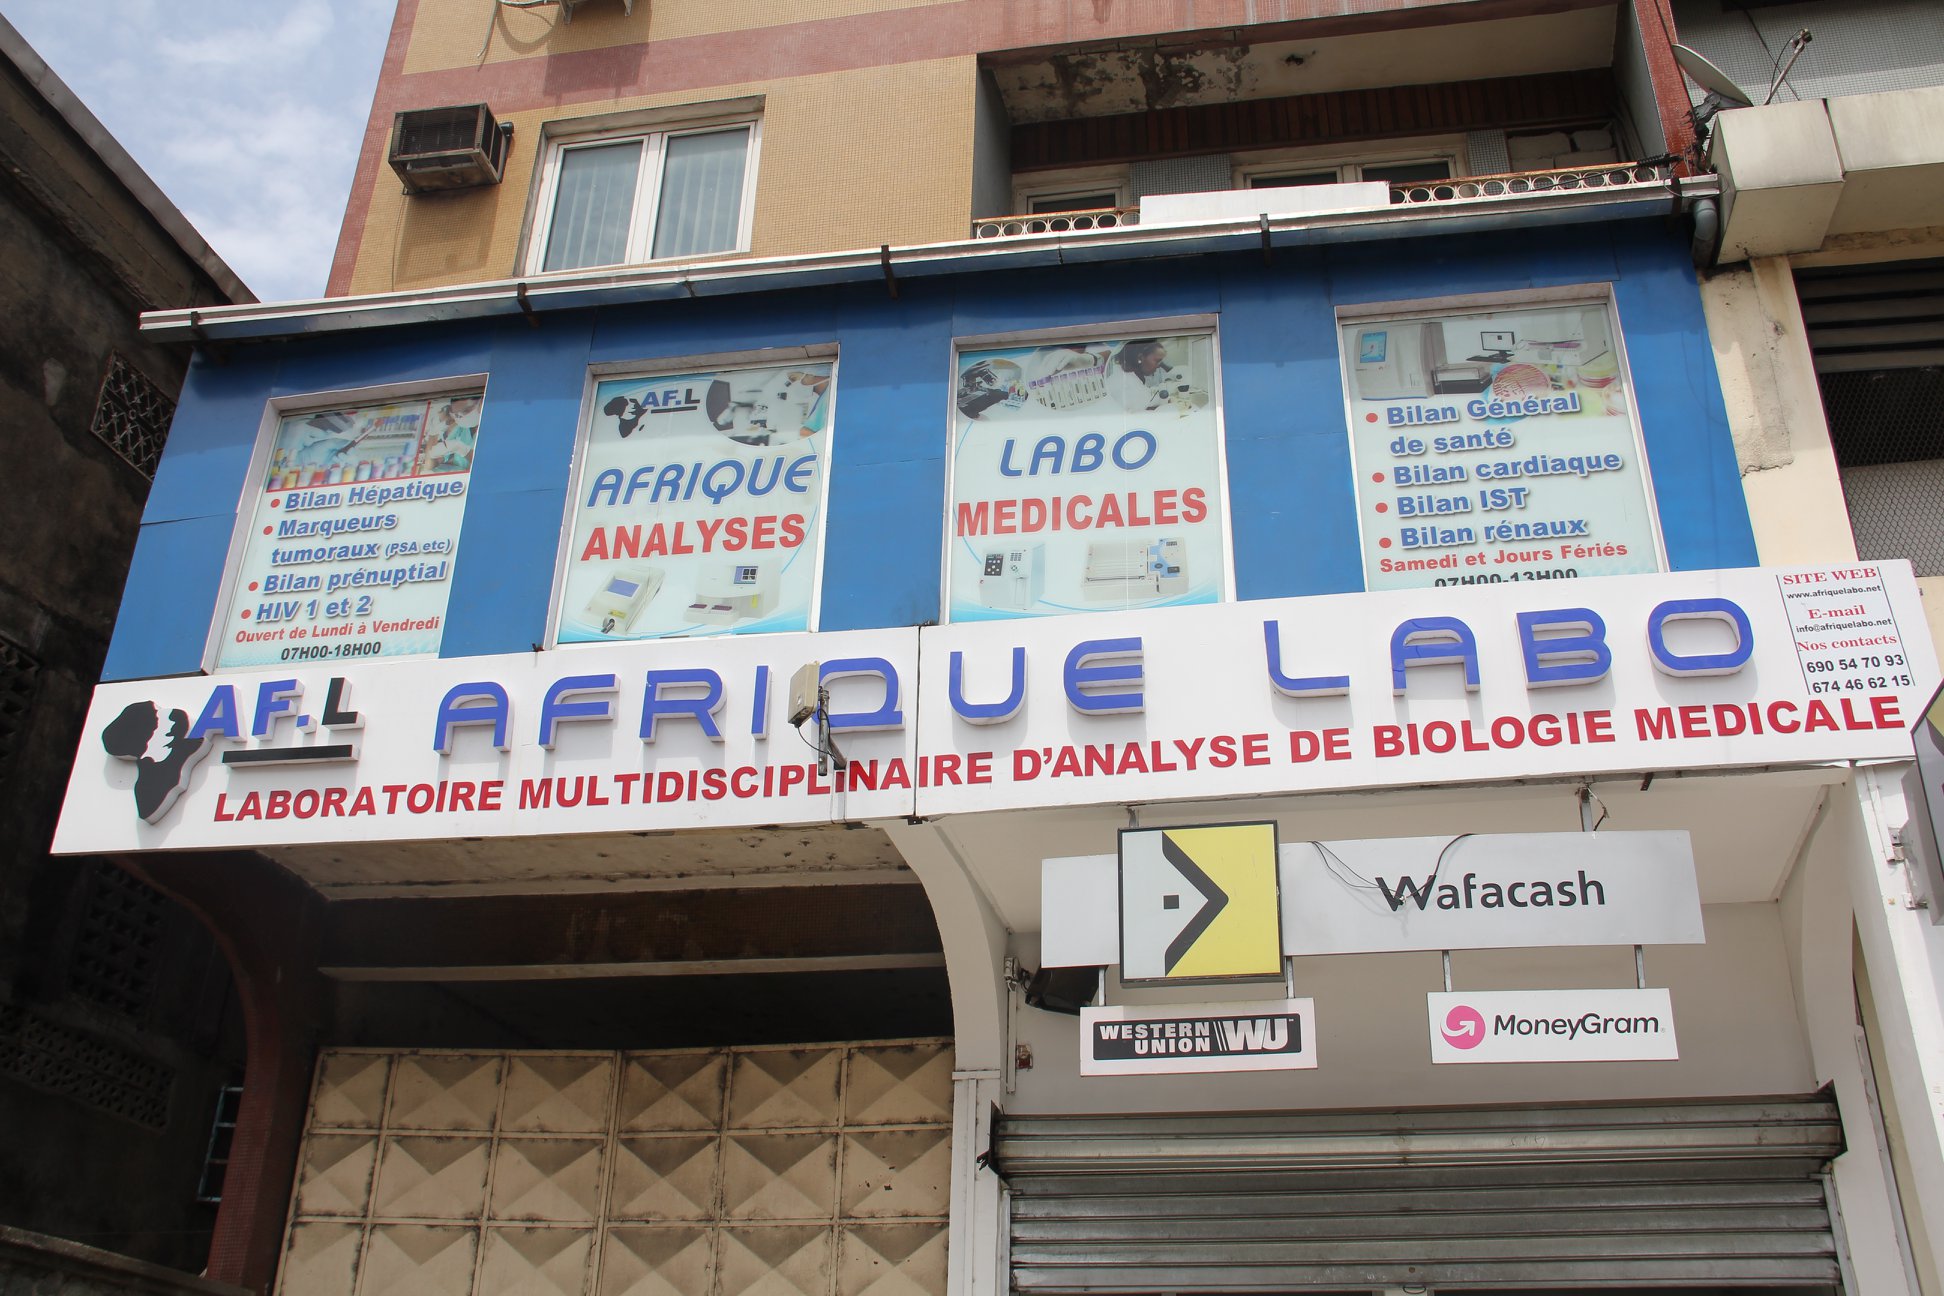 Bilan Hépatique
Marqueurs
tumoraux (PSA etc)
Bilan prénuptial
HIV 1 et 2
Ouvert de Lundi à Vendredi
07H00-18H00
AF.L
AFRIQUE
ANALYSES
LABO
MEDICALES
Bilan Général
de santé
Bilan cardiaque
Bilan IST
Bilan rénaux
Samedi et Jours Fériés
07H00-13H00
AF.L AFRIQUE LABO
LABORATOIRE MULTIDISCIPLINAIRE D'ANALYSE DE BIOLOGIE MEDICALE
SITE WEB
www.afriquelabo.net
E-mail
info@afriquelabo.net
Nos contacts
690 54 70 93
674 46 62 15
Wafacash
WESTERN
UNION WU
MoneyGram